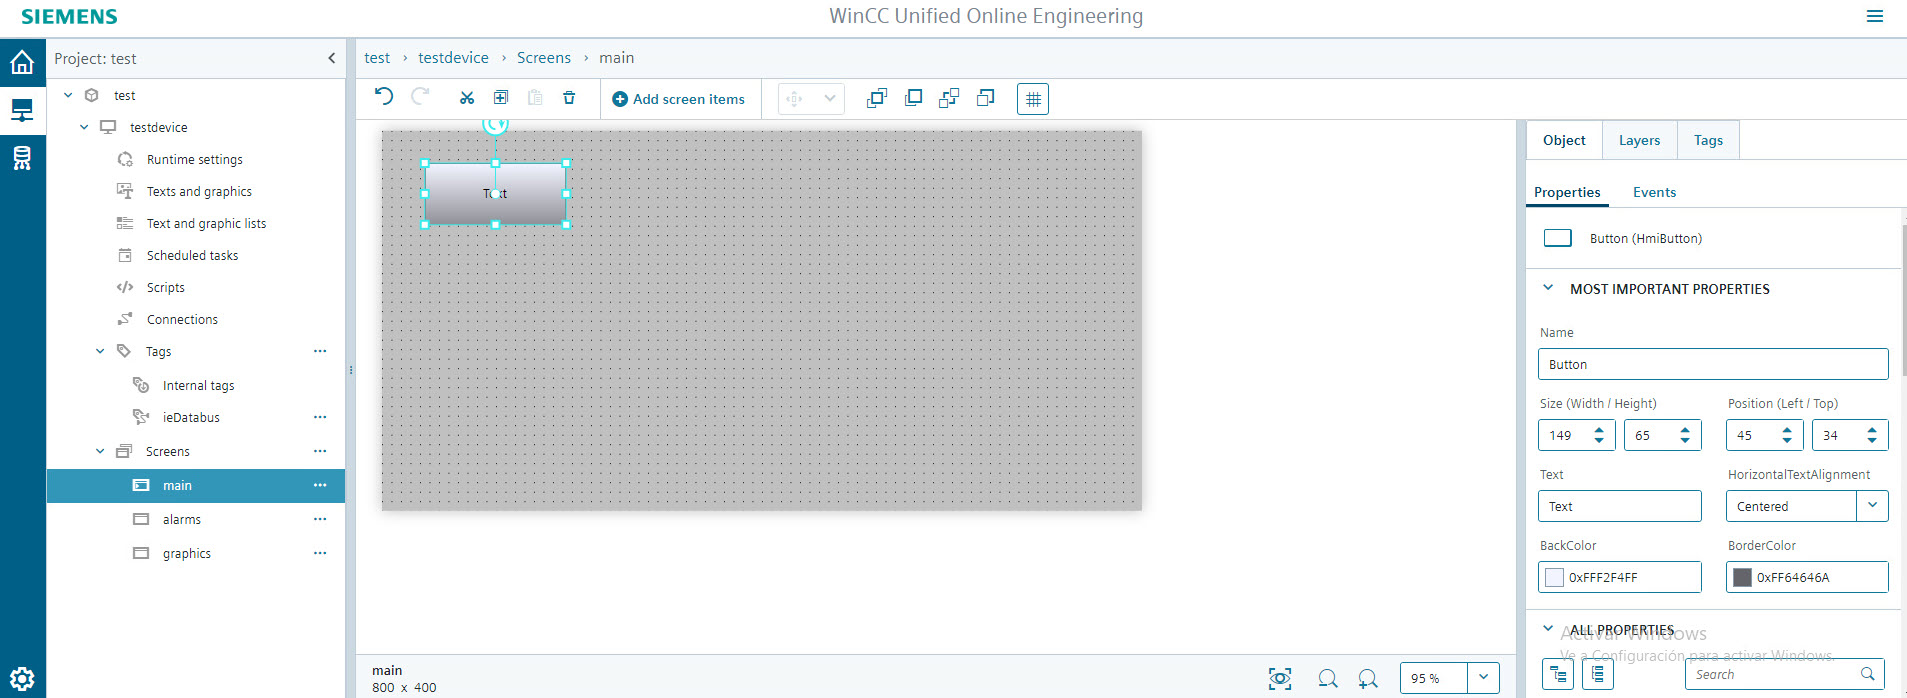 SIEMENS
WinCC Unified Online Engineering
Project: test
test › testdevice › Screens › main
test
testdevice
Runtime settings
Texts and graphics
Text and graphic lists
Scheduled tasks
Scripts
Connections
Tags
Internal tags
ieDatabus
Screens
main
alarms
graphics
Add screen items
Text
main
800 x 400
95 %
Object Layers Tags
Properties Events
Button (HmiButton)
MOST IMPORTANT PROPERTIES
Name
Button
Size (Width / Height) Position (Left / Top)
149 65 45 34
Text HorizontalTextAlignment
Text Centered
BackColor BorderColor
0xFFF2F4FF 0xFF64646A
ALL PROPERTIES
Activar Windows
Ve a Configuración para activar Windows.
Search